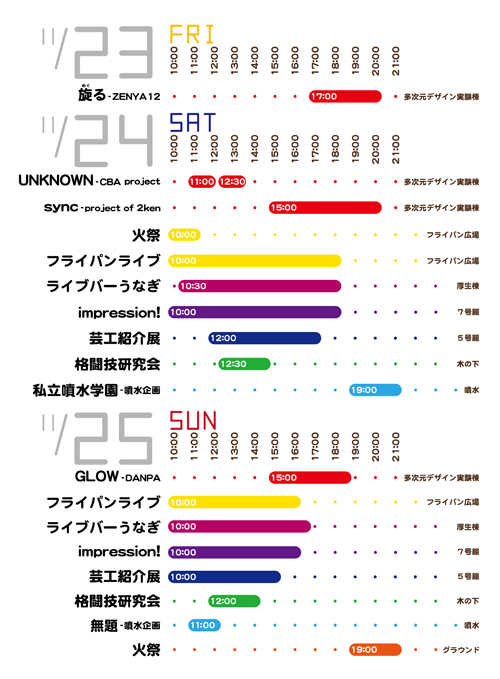 11/23 FRI
10:00 11:00 12:00 13:00 14:00 15:00 16:00 17:00 18:00 19:00 20:00 21:00
めぐ
旋る-ZENYA12 17:00 多次元デザイン実験棟
11/24 SAT
10:00 11:00 12:00 13:00 14:00 15:00 16:00 17:00 18:00 19:00 20:00 21:00
UNKNOWN-CBA project 11:00 12:30 多次元デザイン実験棟
sync-project of 2ken 15:00 多次元デザイン実験棟
火祭 10:00 フライパン広場
フライパンライブ 10:00 フライパン広場
ライブバーうなぎ 10:30 厚生棟
impression! 10:00 7号館
芸工紹介展 12:00 5号館
格闘技研究会 12:30 木の下
私立噴水学園-噴水企画 19:00 噴水
11/25 SUN
10:00 11:00 12:00 13:00 14:00 15:00 16:00 17:00 18:00 19:00 20:00 21:00
GLOW-DANPA 15:00 多次元デザイン実験棟
フライパンライブ 10:00 フライパン広場
ライブバーうなぎ 10:00 厚生棟
impression! 10:00 7号館
芸工紹介展 10:00 5号館
格闘技研究会 12:00 木の下
無題-噴水企画 11:00 噴水
火祭 19:00 グラウンド